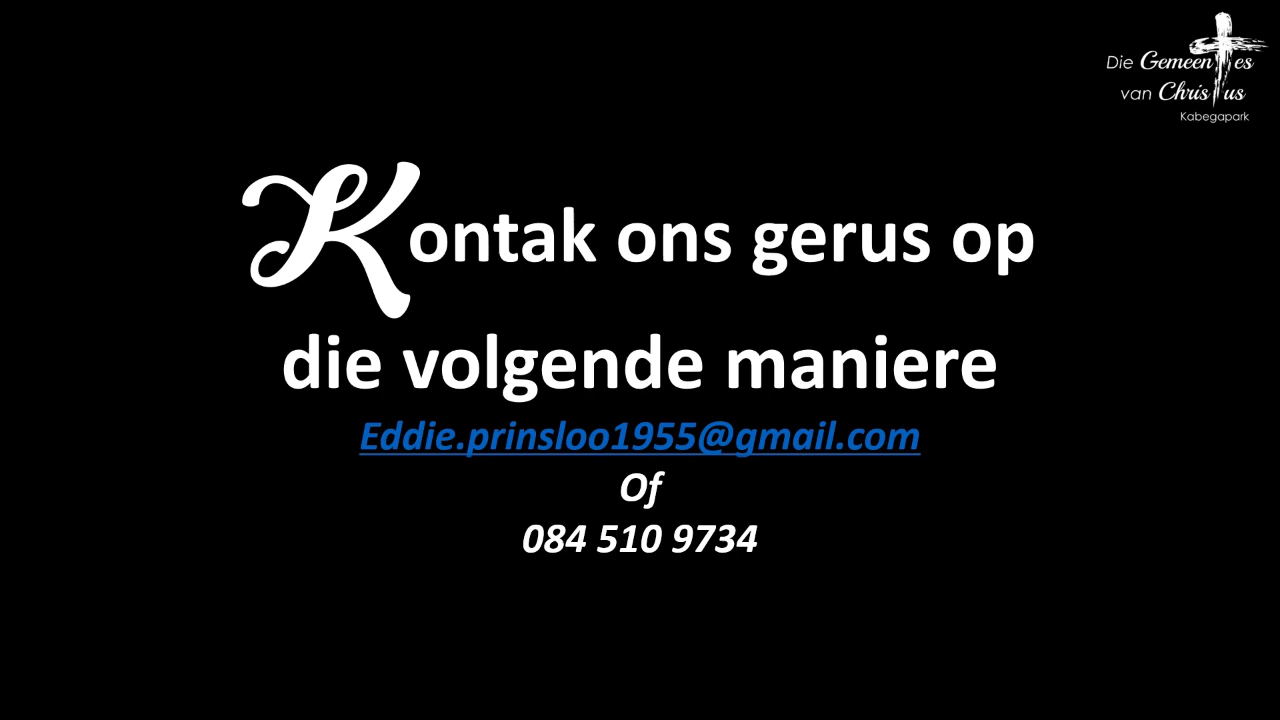 Die Gemeentes
van Christus
Kabegapark
Kontak ons gerus op
die volgende maniere
Eddie.prinsloo1955@gmail.com
Of
084 510 9734